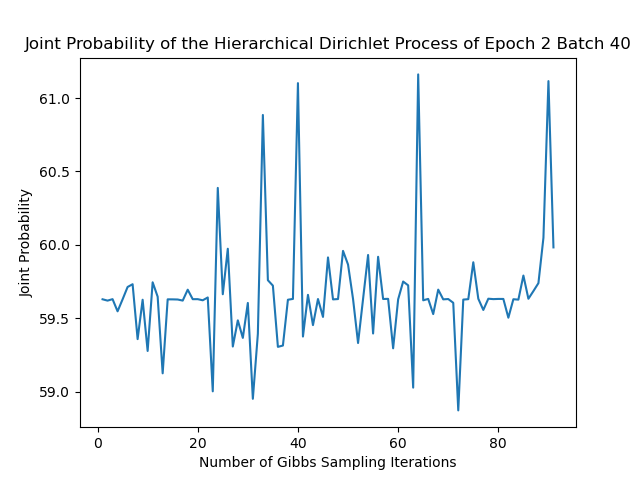 Joint Probability of the Hierarchical Dirichlet Process of Epoch 2 Batch 40
61.0
60.5
60.0
59.5
59.0
Joint Probability
0 20 40 60 80
Number of Gibbs Sampling Iterations